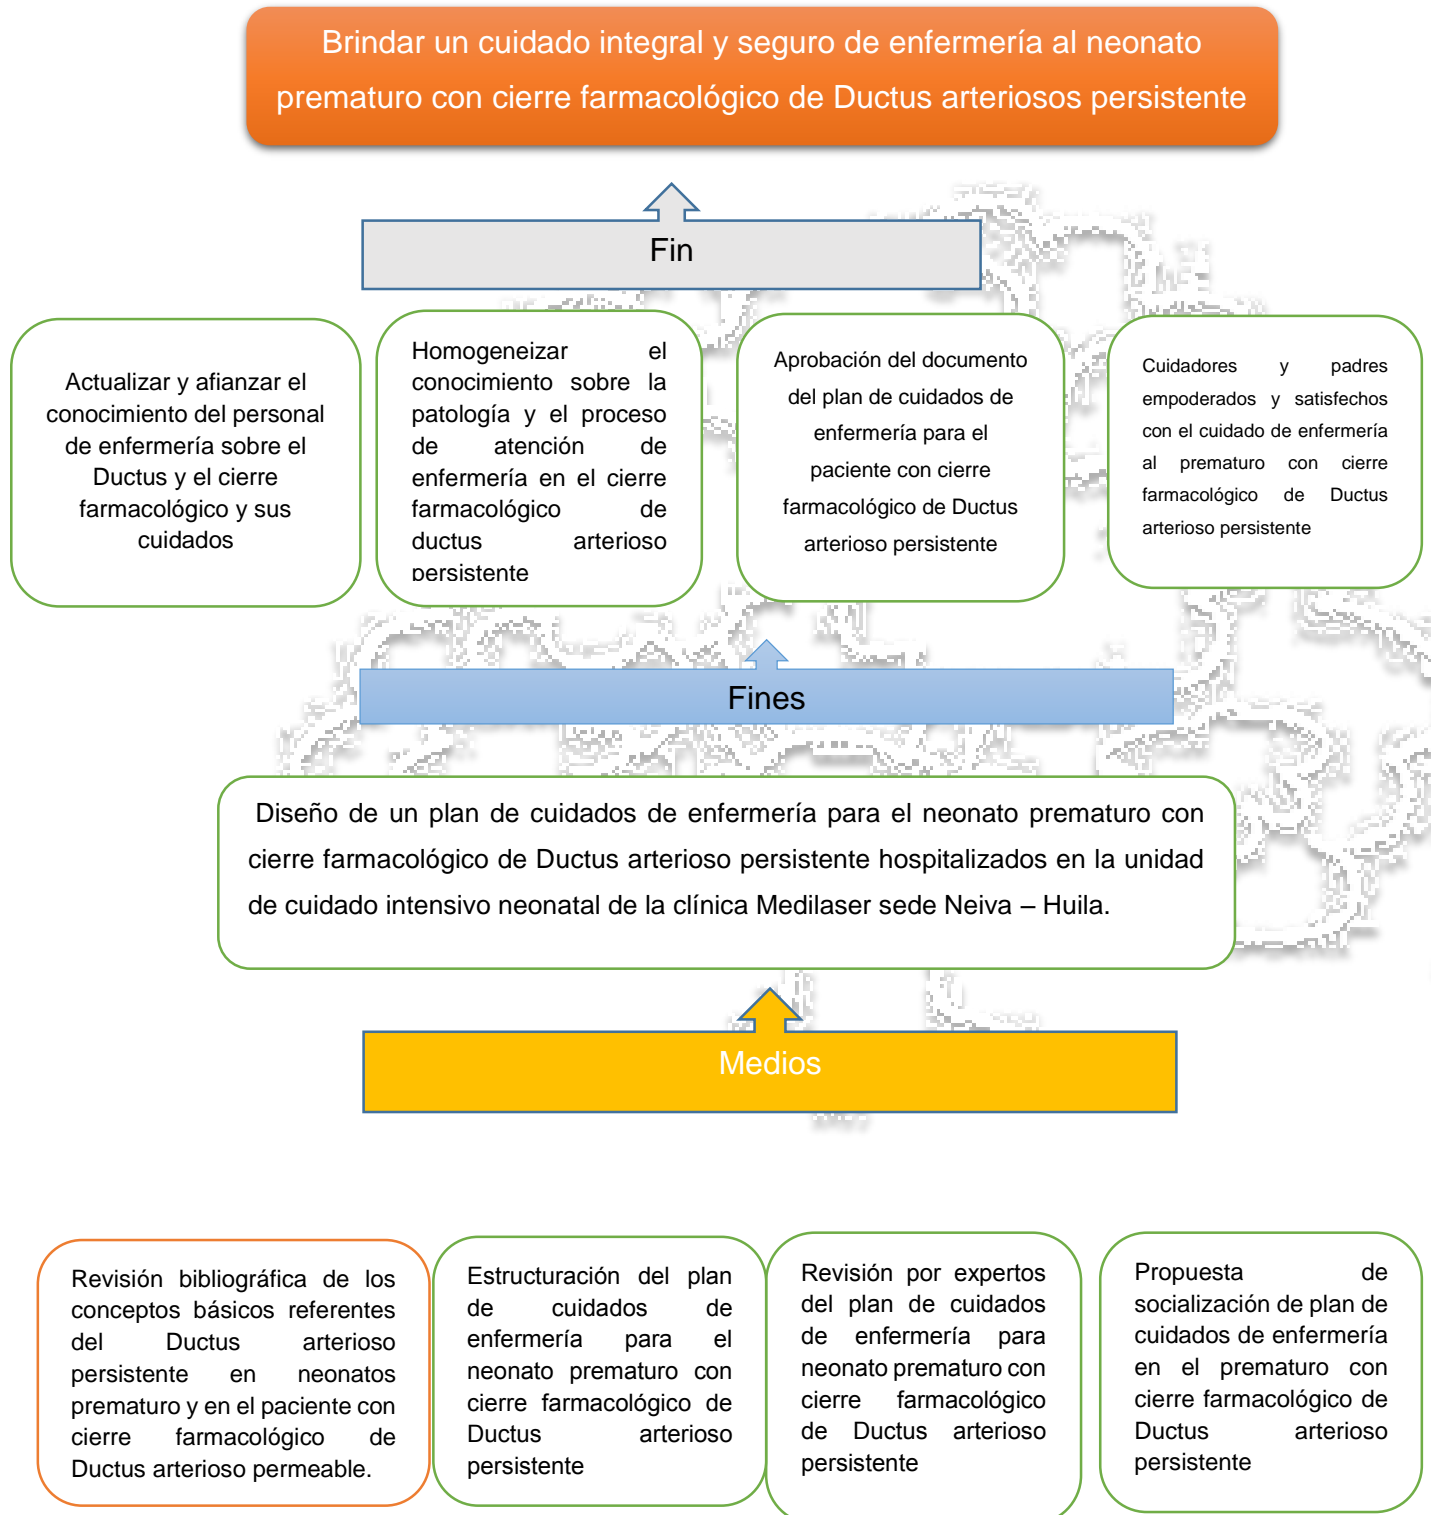 Brindar un cuidado integral y seguro de enfermería al neonato
prematuro con cierre farmacológico de Ductus arteriosos persistente
Fin
Actualizar y afianzar el
conocimiento del personal
de enfermería sobre el
Ductus y el cierre
farmacológico y sus
cuidados
Homogeneizar el
conocimiento sobre la
patología y el proceso
de atención de
enfermería en el cierre
farmacológico de
ductus arterioso
persistente
Aprobación del documento
del plan de cuidados de
enfermería para el
paciente con cierre
farmacológico de Ductus
arterioso persistente
Cuidadores y padres
empoderados y satisfechos
con el cuidado de enfermería
al prematuro con cierre
farmacológico de Ductus
arterioso persistente
Fines
Diseño de un plan de cuidados de enfermería para el neonato prematuro con
cierre farmacológico de Ductus arterioso persistente hospitalizados en la unidad
de cuidado intensivo neonatal de la clínica Medilaser sede Neiva – Huila.
Medios
Revisión bibliográfica de los
conceptos básicos referentes
del Ductus arterioso
persistente en neonatos
prematuro y en el paciente con
cierre farmacológico de
Ductus arterioso permeable.
Estructuración del plan
de cuidados de
enfermería para el
neonato prematuro con
cierre farmacológico de
Ductus arterioso
persistente
Revisión por expertos
del plan de cuidados
de enfermería para
neonato prematuro con
cierre farmacológico
de Ductus arterioso
persistente
Propuesta de
socialización de plan de
cuidados de enfermería
en el prematuro con
cierre farmacológico de
Ductus arterioso
persistente